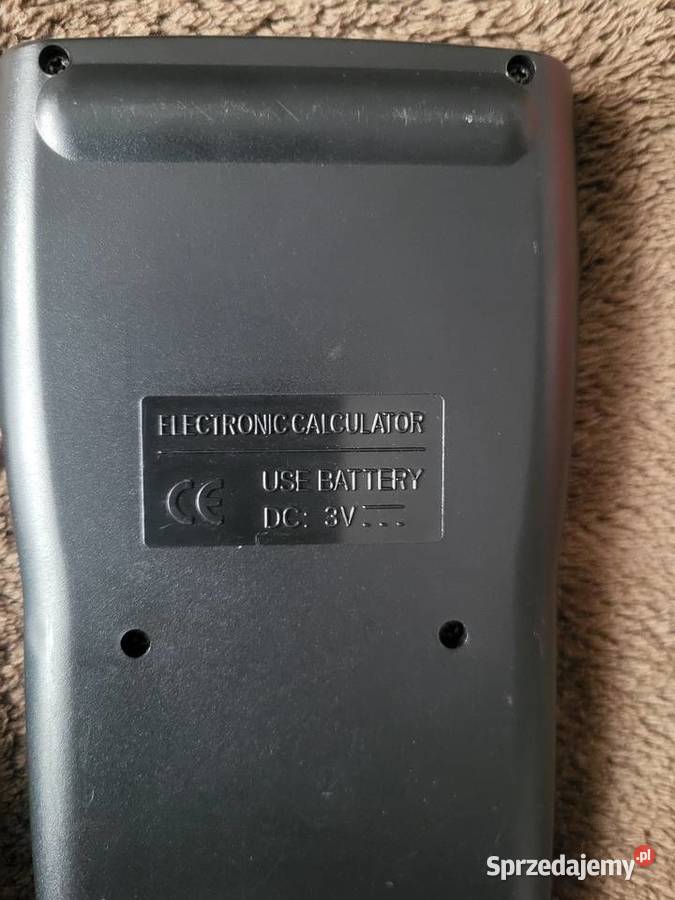 ELECTRONIC CALCULATOR
CE USE BATTERY
DC: 3V
Sprzedajemy.pl